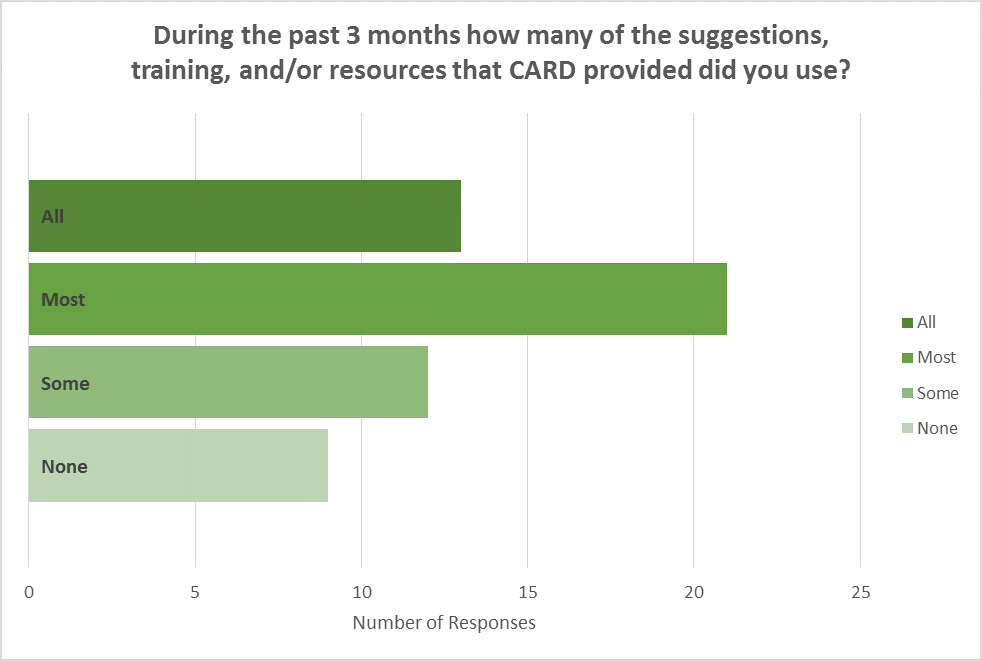 During the past 3 months how many of the suggestions,
training, and/or resources that CARD provided did you use?
All
Most
Some
None
All
Most
Some
None
0 5 10 15 20 25
Number of Responses